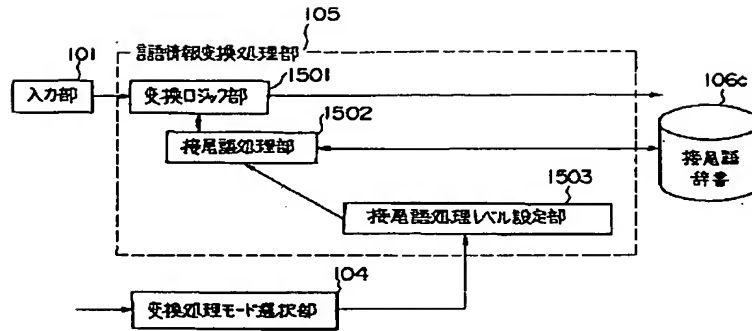 105
言語情報変換処理部
101
1501
106c
入力部
変換ロジック部
1502
接尾語処理部
接尾語
辞書
1503
接尾語処理レベル設定部
104
変換処理モード選択部